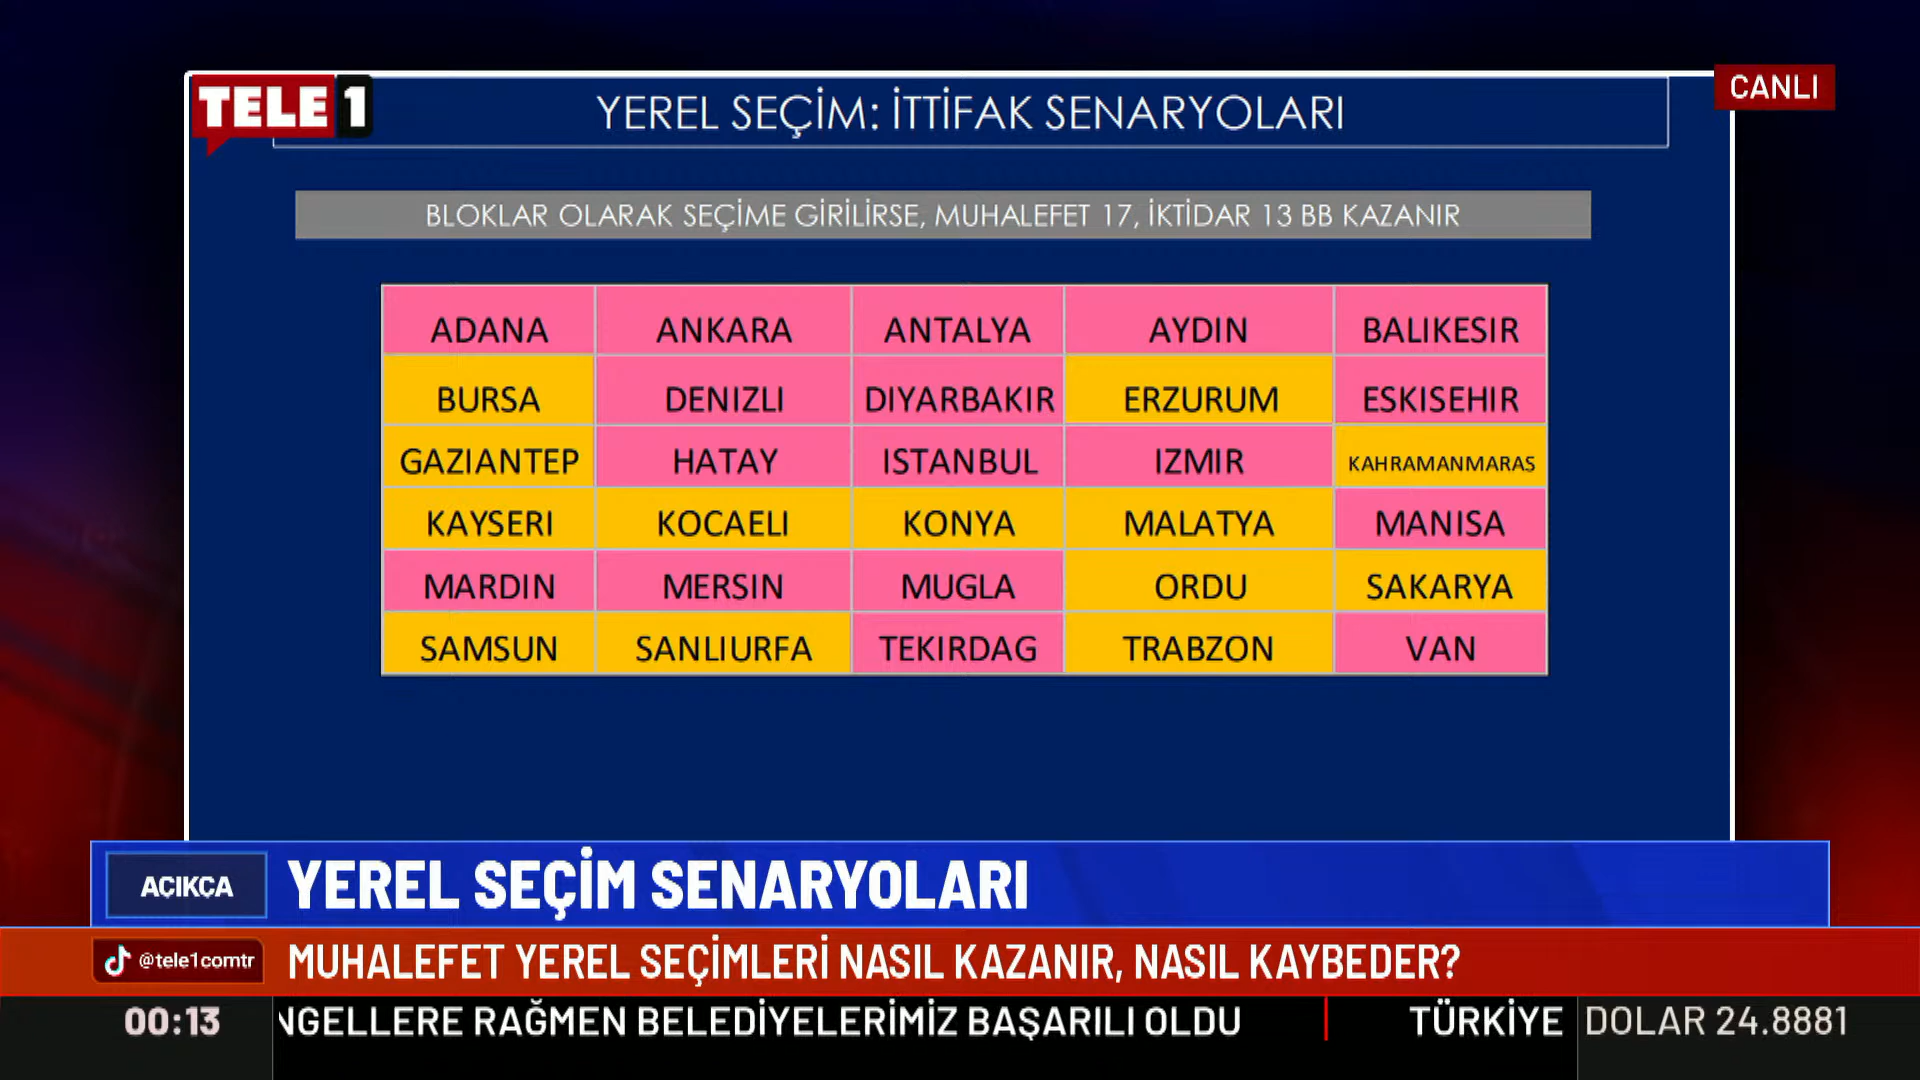 TELE 1
CANLI
YEREL SEÇİM: İTTİFAK SENARYOLARI
BLOKLAR OLARAK SEÇİME GİRİLİRSE, MUHALEFET 17, İKTİDAR 13 BB KAZANIR
ADANA ANKARA ANTALYA AYDIN BALIKESIR
BURSA DENIZLI DIYARBAKIR ERZURUM ESKISEHIR
GAZIANTEP HATAY ISTANBUL IZMIR KAHRAMANMARAS
KAYSERI KOCAELI KONYA MALATYA MANISA
MARDIN MERSIN MUGLA ORDU SAKARYA
SAMSUN SANLIURFA TEKIRDAG TRABZON VAN
AÇIKÇA YEREL SEÇİM SENARYOLARI
@tele1comtr MUHALEFET YEREL SEÇİMLERİ NASIL KAZANIR, NASIL KAYBEDER?
00:13 NGELLERE RAĞMEN BELEDİYELERİMİZ BAŞARILI OLDU TÜRKİYE DOLAR 24.8881